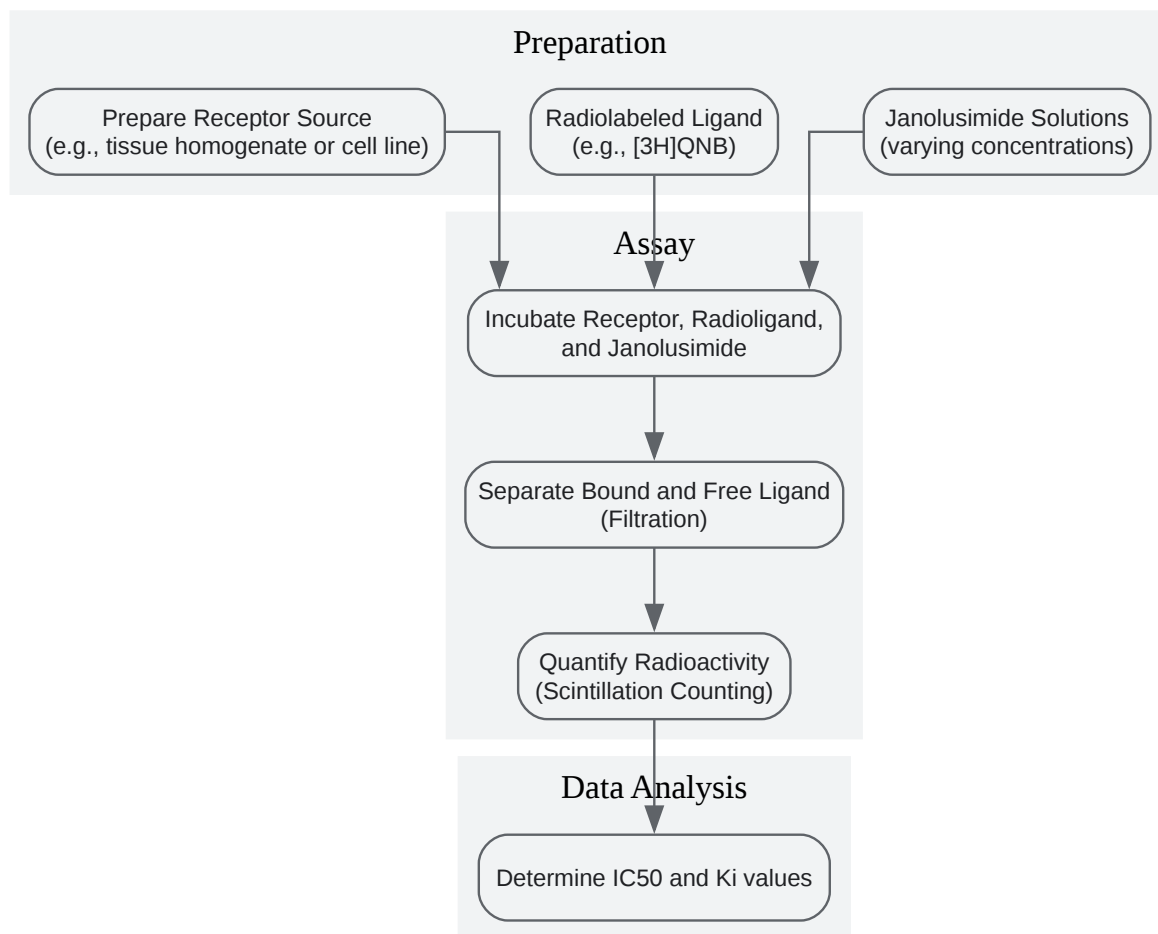 Preparation
Prepare Receptor Source
(e.g., tissue homogenate or cell line)
Radiolabeled Ligand
(e.g., [3H]QNB)
Janolusimide Solutions
(varying concentrations)
Assay
Incubate Receptor, Radioligand,
and Janolusimide
Separate Bound and Free Ligand
(Filtration)
Quantify Radioactivity
(Scintillation Counting)
Data Analysis
Determine IC50 and Ki values